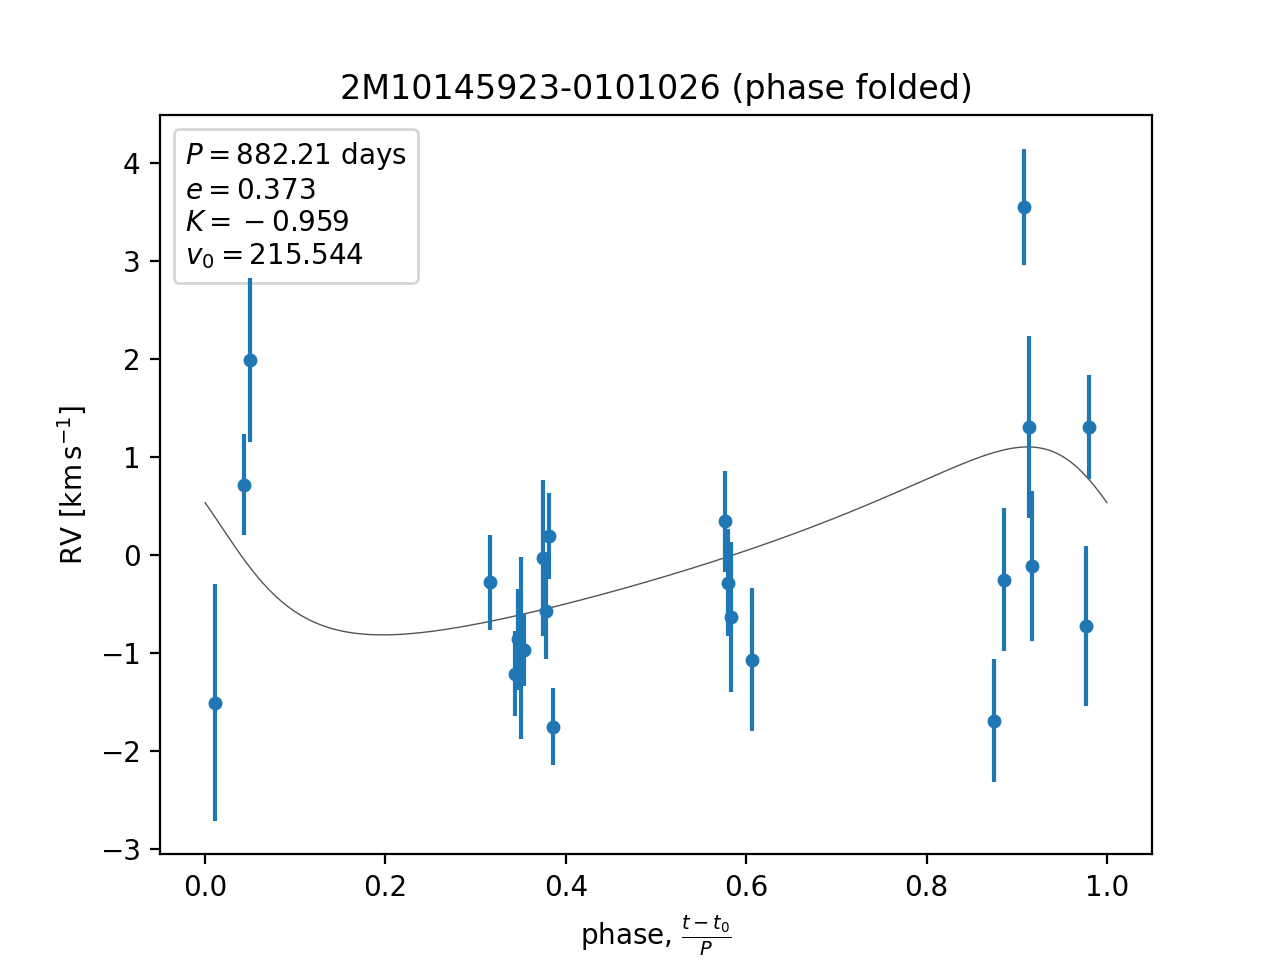 2M10145923-0101026 (phase folded)
P = 882.21 days
e = 0.373
K = −0.959
v₀ = 215.544
4
3
2
1
0
−1
−2
−3
RV [km s⁻¹]
0.0 0.2 0.4 0.6 0.8 1.0
phase, (t − t₀)/P